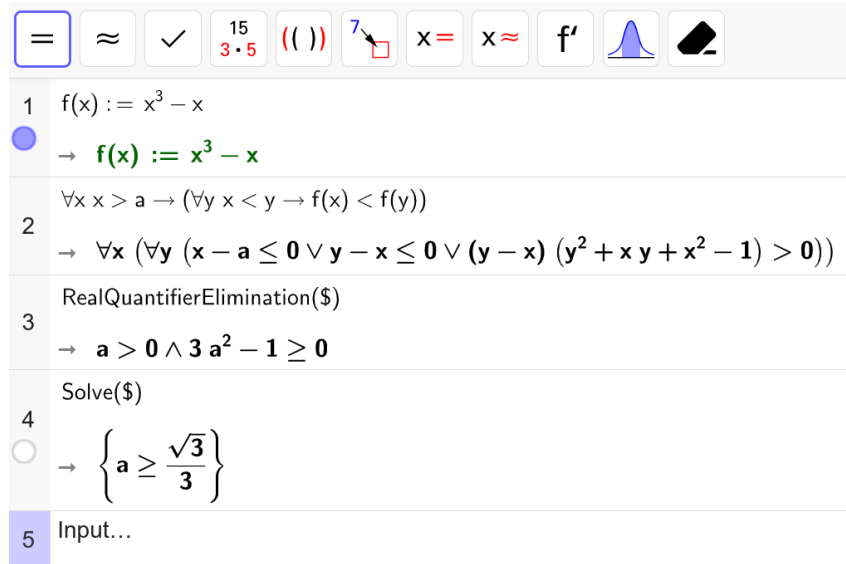 = ≈ ✓ 15 3·5 (( )) 7 x= x≈ f′
1 f(x) := x³ − x
→ f(x) := x³ − x
2 ∀x x > a → (∀y x < y → f(x) < f(y))
→ ∀x (∀y (x − a ≤ 0 ∨ y − x ≤ 0 ∨ (y − x) (y² + x y + x² − 1) > 0))
3 RealQuantifierElimination($)
→ a > 0 ∧ 3 a² − 1 ≥ 0
4 Solve($)
→ {a ≥ √3/3}
5 Input…